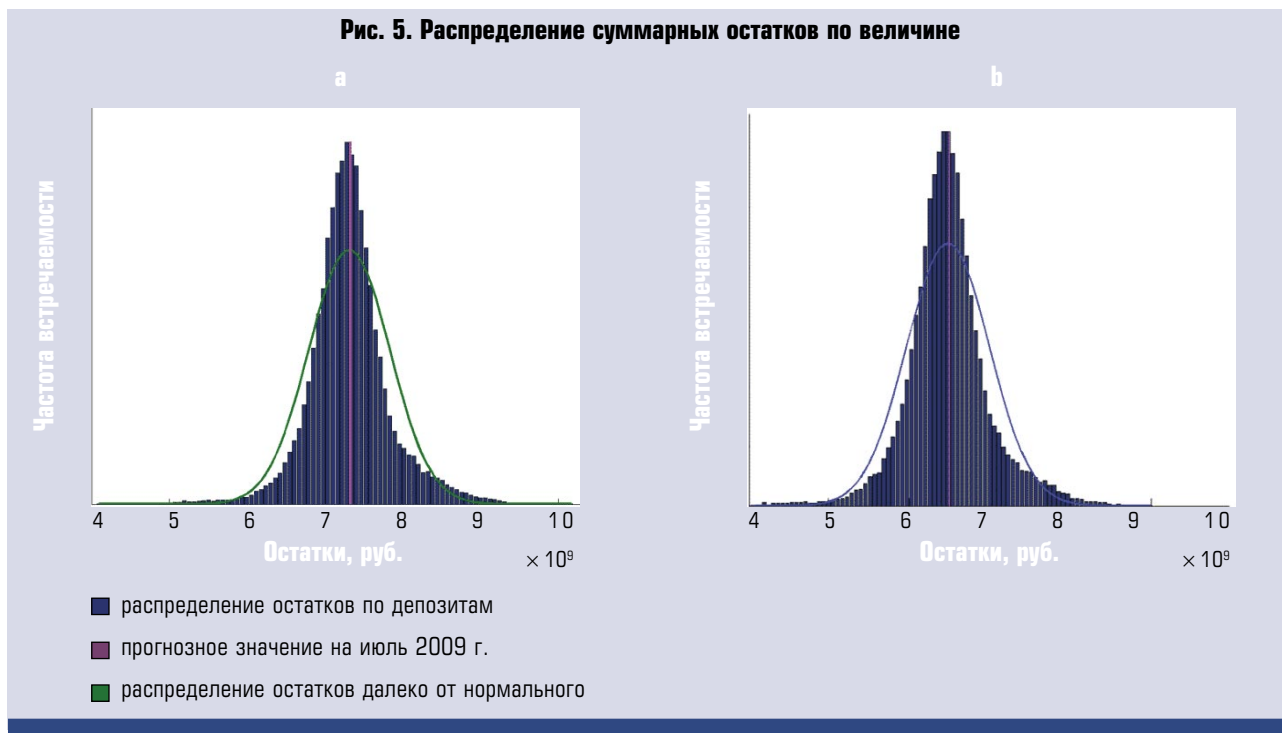 Рис. 5. Распределение суммарных остатков по величине
a
b
Частота встречаемости
4 5 6 7 8 9 10
Остатки, руб.
× 10⁹
Частота встречаемости
4 5 6 7 8 9 10
Остатки, руб.
× 10⁹
распределение остатков по депозитам
прогнозное значение на июль 2009 г.
распределение остатков далеко от нормального